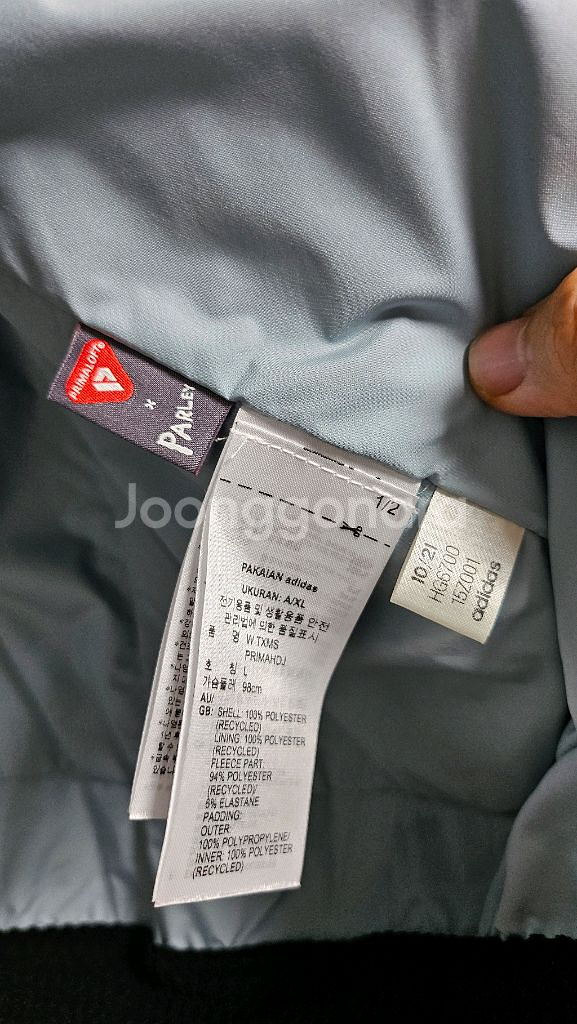 PRIMALOFT®
×
PARLEY
Joonggonara
1/2
PAKAIAN adidas
UKURAN: A/XL
전기용품 및 생활용품 안전
관리법에 의한 품질표시
품 명 W TXMS
PRIMAHDJ
호 칭 L
가슴둘레 98cm
AU/
GB: SHELL: 100% POLYESTER
(RECYCLED)
LINING: 100% POLYESTER
(RECYCLED)
FLEECE PART:
94% POLYESTER
(RECYCLED)/
6% ELASTANE
PADDING:
OUTER:
100% POLYPROPYLENE/
INNER: 100% POLYESTER
(RECYCLED)
10/21
HG8700
15Z001
adidas